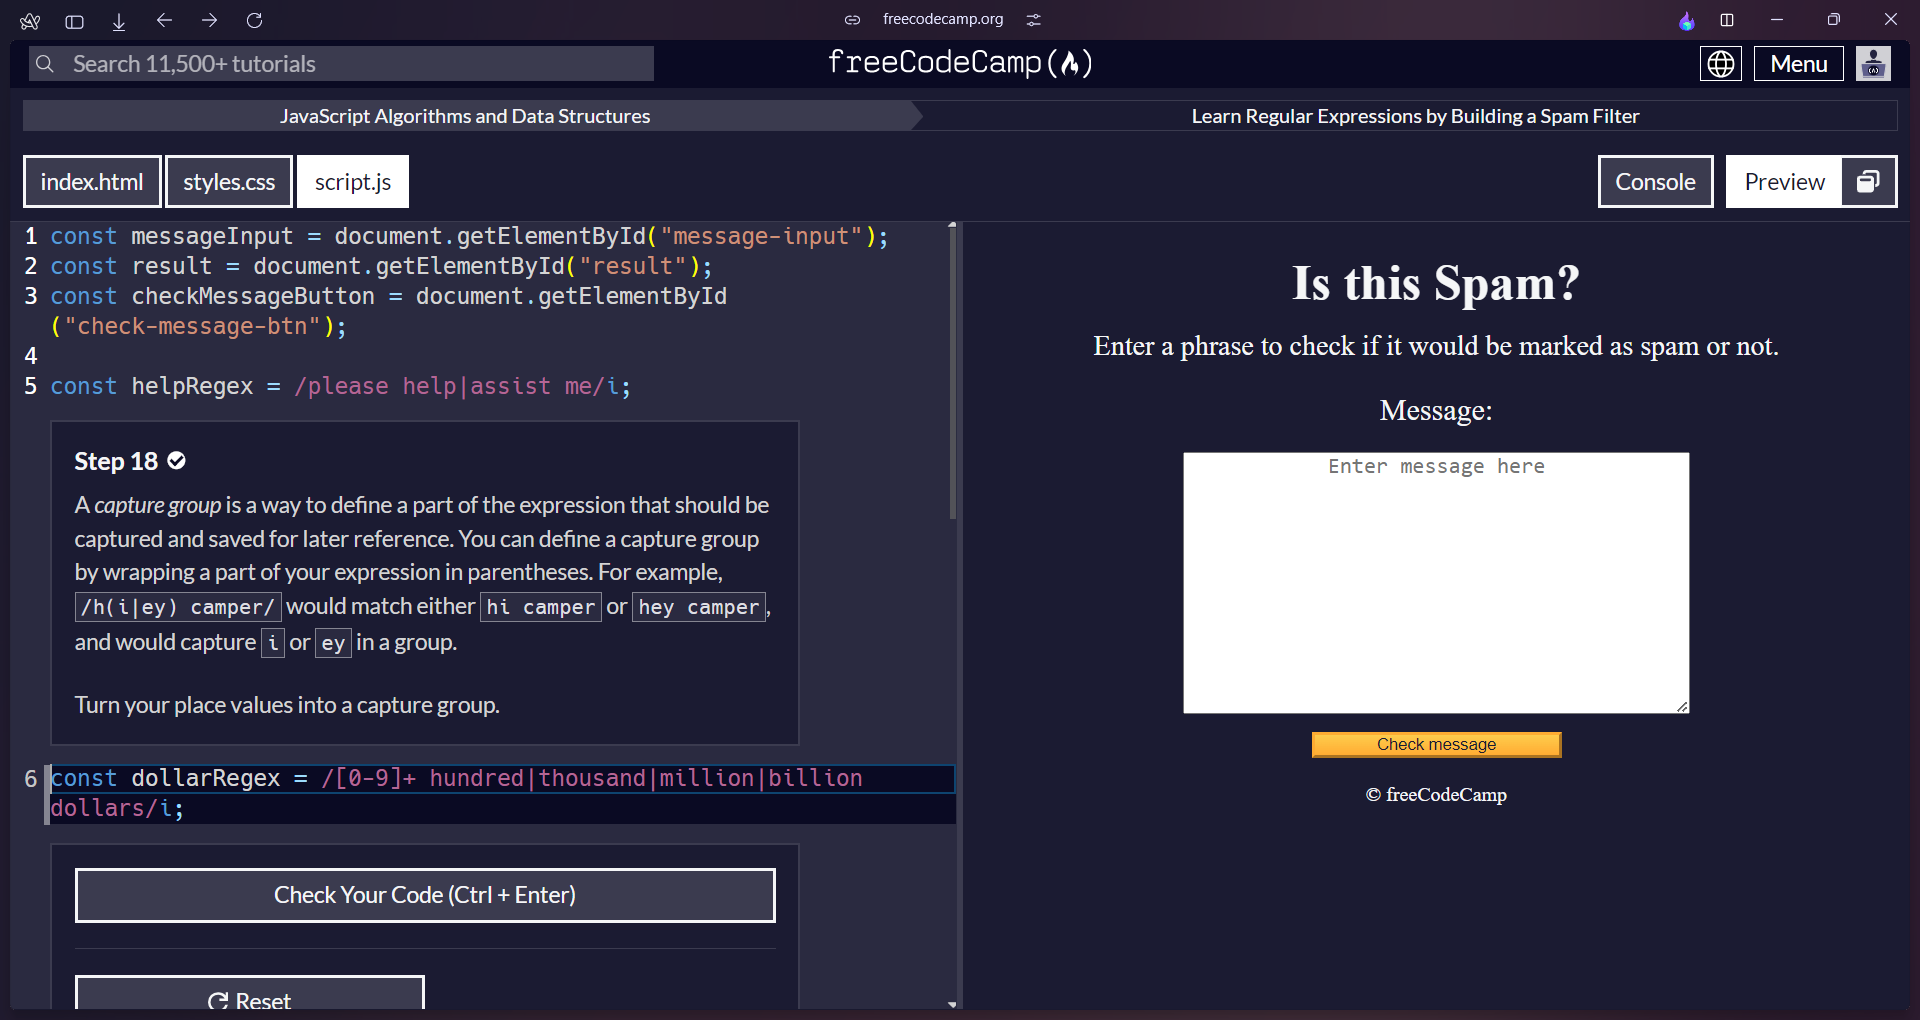 freecodecamp.org
Search 11,500+ tutorials
freeCodeCamp(🔥)
Menu
JavaScript Algorithms and Data Structures
Learn Regular Expressions by Building a Spam Filter
index.html
styles.css
script.js
Console
Preview
1 const messageInput = document.getElementById("message-input");
2 const result = document.getElementById("result");
3 const checkMessageButton = document.getElementById
("check-message-btn");
4
5 const helpRegex = /please help|assist me/i;
Step 18
A capture group is a way to define a part of the expression that should be
captured and saved for later reference. You can define a capture group
by wrapping a part of your expression in parentheses. For example,
/h(i|ey) camper/ would match either hi camper or hey camper,
and would capture i or ey in a group.
Turn your place values into a capture group.
6 const dollarRegex = /[0-9]+ hundred|thousand|million|billion
dollars/i;
Check Your Code (Ctrl + Enter)
Reset
Is this Spam?
Enter a phrase to check if it would be marked as spam or not.
Message:
Enter message here
Check message
© freeCodeCamp